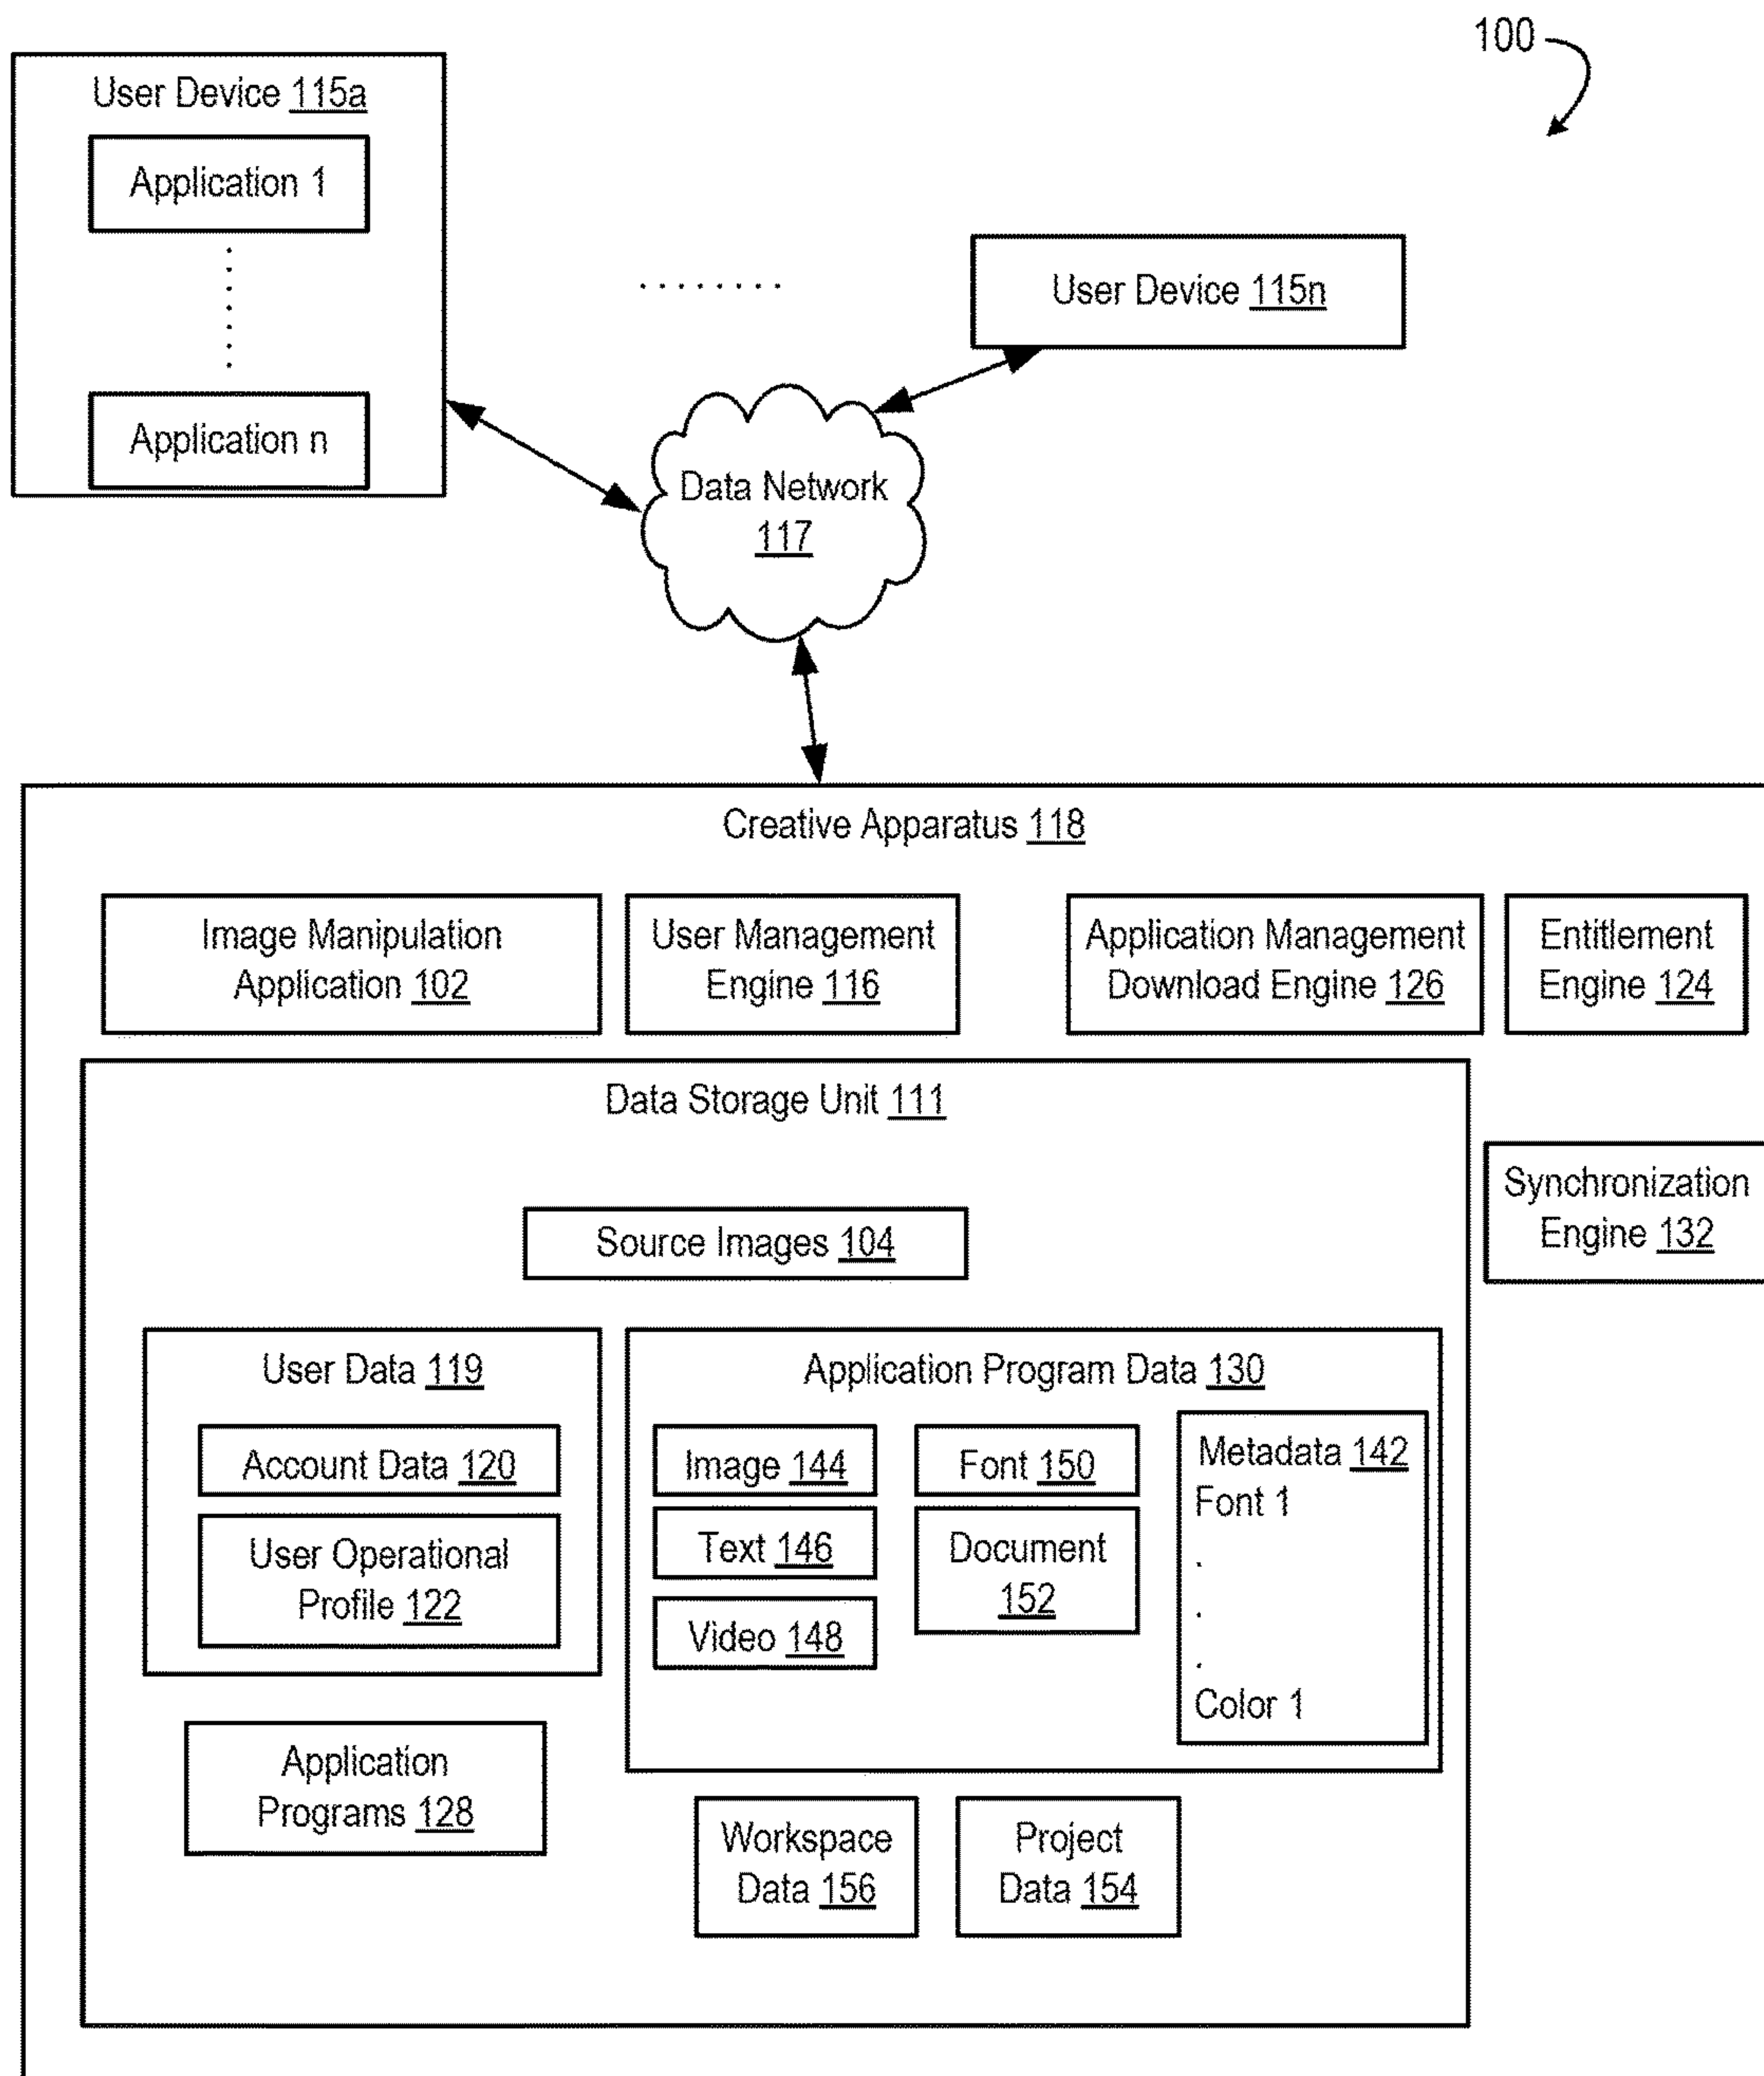 100
User Device 115a
Application 1
Application n
User Device 115n
Data Network
117
Creative Apparatus 118
Image Manipulation
Application 102
User Management
Engine 116
Application Management
Download Engine 126
Entitlement
Engine 124
Data Storage Unit 111
Synchronization
Engine 132
Source Images 104
User Data 119
Account Data 120
User Operational
Profile 122
Application Program Data 130
Image 144
Text 146
Video 148
Font 150
Document
152
Metadata 142
Font 1
.
.
.
Color 1
Application
Programs 128
Workspace
Data 156
Project
Data 154